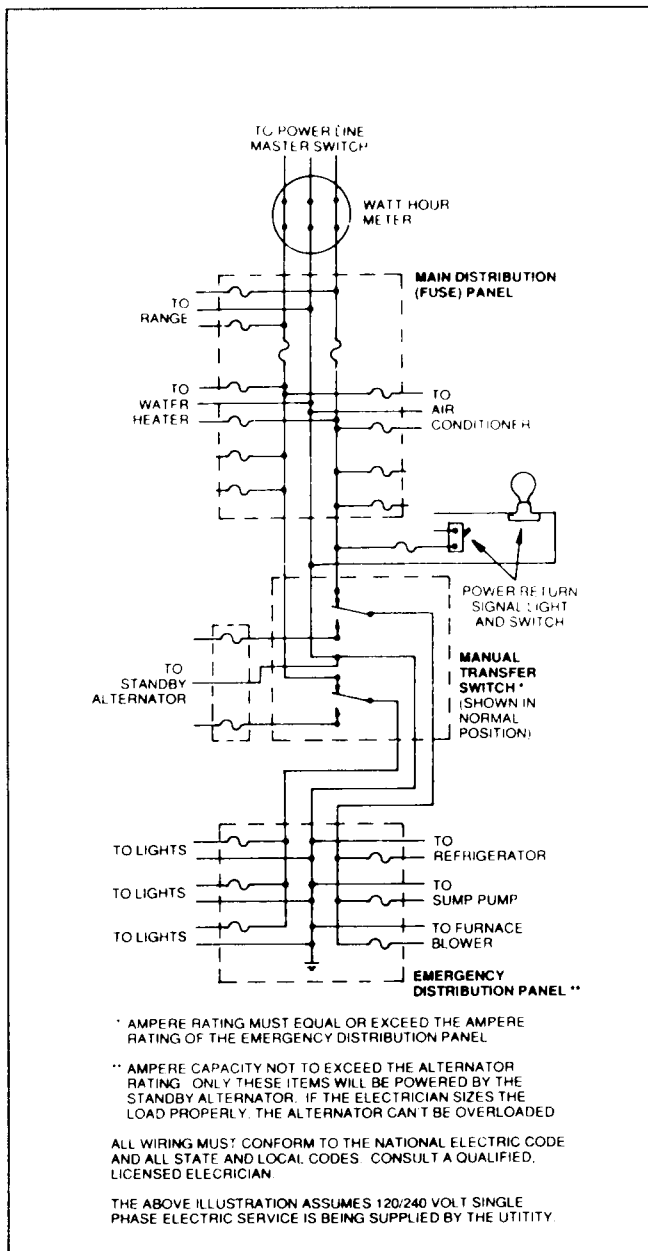 TO POWER LINE
MASTER SWITCH
WATT HOUR
METER
MAIN DISTRIBUTION
(FUSE) PANEL
TO
RANGE
TO
WATER
HEATER
TO
AIR
CONDITIONER
POWER RETURN
SIGNAL LIGHT
AND SWITCH
TO
STANDBY
ALTERNATOR
MANUAL
TRANSFER
SWITCH *
(SHOWN IN
NORMAL
POSITION)
TO LIGHTS
TO LIGHTS
TO LIGHTS
TO
REFRIGERATOR
TO
SUMP PUMP
TO FURNACE
BLOWER
EMERGENCY
DISTRIBUTION PANEL **
* AMPERE RATING MUST EQUAL OR EXCEED THE AMPERE
RATING OF THE EMERGENCY DISTRIBUTION PANEL
** AMPERE CAPACITY NOT TO EXCEED THE ALTERNATOR
RATING. ONLY THESE ITEMS WILL BE POWERED BY THE
STANDBY ALTERNATOR. IF THE ELECTRICIAN SIZES THE
LOAD PROPERLY, THE ALTERNATOR CAN'T BE OVERLOADED
ALL WIRING MUST CONFORM TO THE NATIONAL ELECTRIC CODE
AND ALL STATE AND LOCAL CODES. CONSULT A QUALIFIED,
LICENSED ELECRICIAN.
THE ABOVE ILLUSTRATION ASSUMES 120/240 VOLT SINGLE
PHASE ELECTRIC SERVICE IS BEING SUPPLIED BY THE UTITITY.